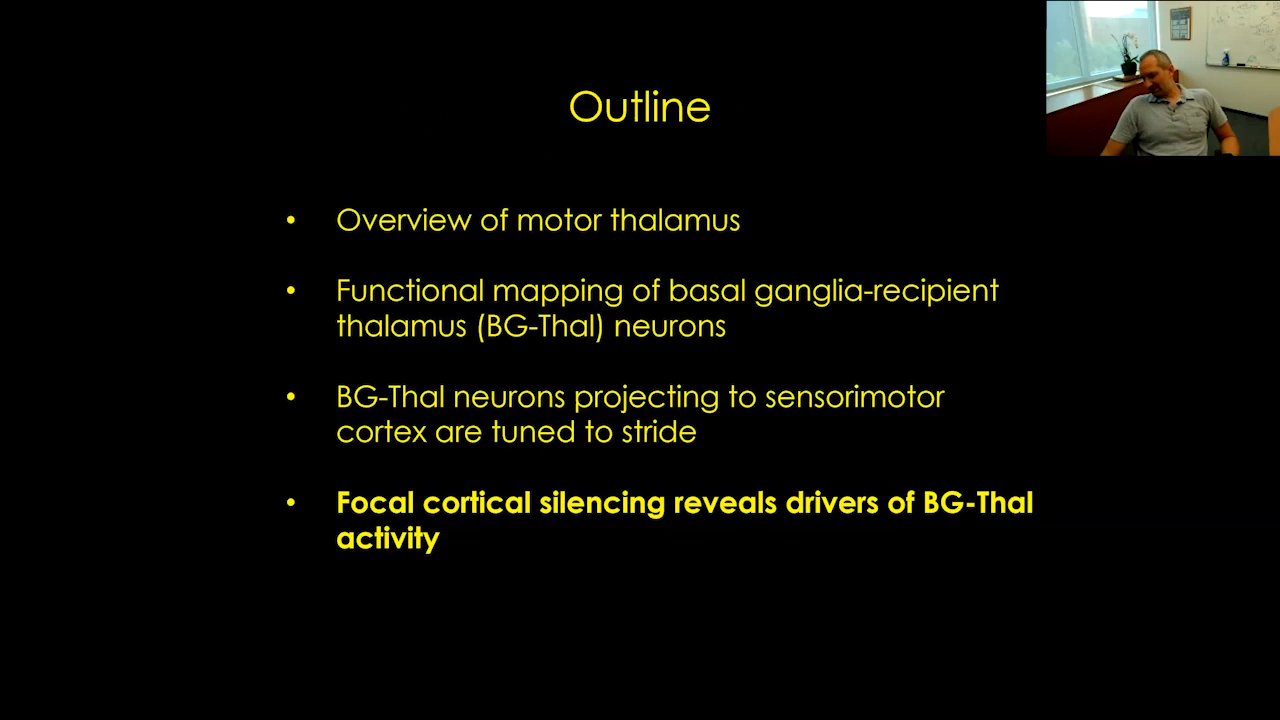 Outline
• Overview of motor thalamus
• Functional mapping of basal ganglia-recipient
thalamus (BG-Thal) neurons
• BG-Thal neurons projecting to sensorimotor
cortex are tuned to stride
• Focal cortical silencing reveals drivers of BG-Thal
activity